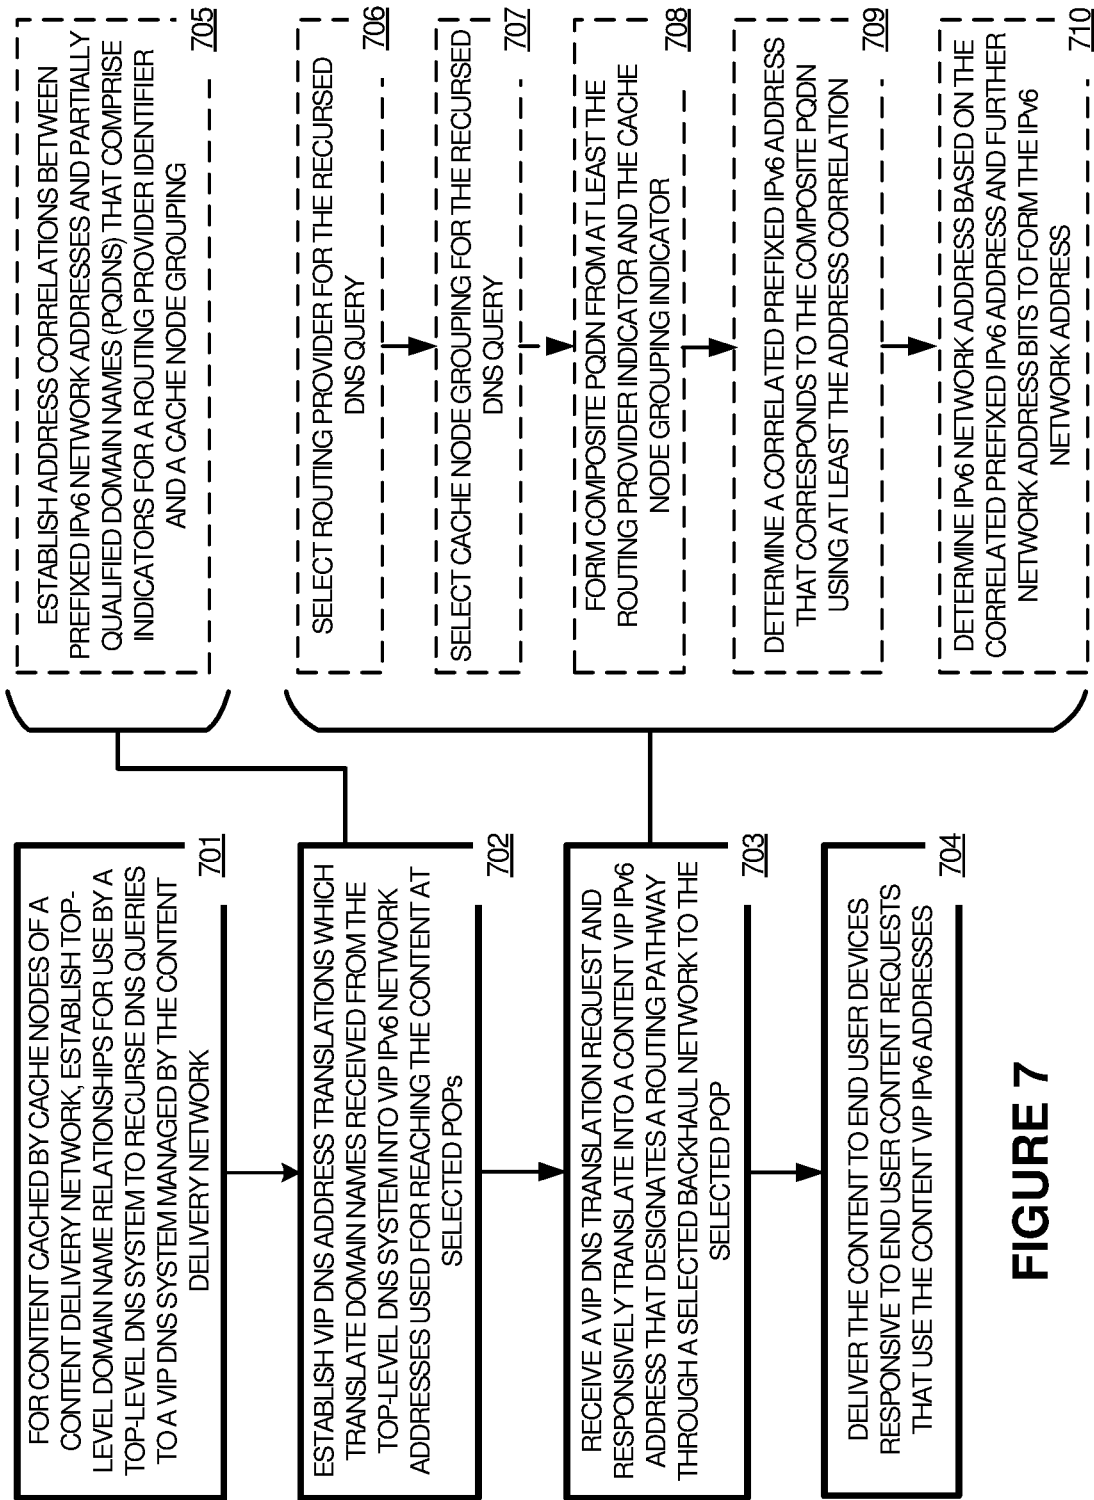 FOR CONTENT CACHED BY CACHE NODES OF A
CONTENT DELIVERY NETWORK, ESTABLISH TOP-
LEVEL DOMAIN NAME RELATIONSHIPS FOR USE BY A
TOP-LEVEL DNS SYSTEM TO RECURSE DNS QUERIES
TO A VIP DNS SYSTEM MANAGED BY THE CONTENT
DELIVERY NETWORK
701
ESTABLISH VIP DNS ADDRESS TRANSLATIONS WHICH
TRANSLATE DOMAIN NAMES RECEIVED FROM THE
TOP-LEVEL DNS SYSTEM INTO VIP IPv6 NETWORK
ADDRESSES USED FOR REACHING THE CONTENT AT
SELECTED POPs
702
RECEIVE A VIP DNS TRANSLATION REQUEST AND
RESPONSIVELY TRANSLATE INTO A CONTENT VIP IPv6
ADDRESS THAT DESIGNATES A ROUTING PATHWAY
THROUGH A SELECTED BACKHAUL NETWORK TO THE
SELECTED POP
703
DELIVER THE CONTENT TO END USER DEVICES
RESPONSIVE TO END USER CONTENT REQUESTS
THAT USE THE CONTENT VIP IPv6 ADDRESSES
704
ESTABLISH ADDRESS CORRELATIONS BETWEEN
PREFIXED IPv6 NETWORK ADDRESSES AND PARTIALLY
QUALIFIED DOMAIN NAMES (PQDNS) THAT COMPRISE
INDICATORS FOR A ROUTING PROVIDER IDENTIFIER
AND A CACHE NODE GROUPING
705
SELECT ROUTING PROVIDER FOR THE RECURSED
DNS QUERY
706
SELECT CACHE NODE GROUPING FOR THE RECURSED
DNS QUERY
707
FORM COMPOSITE PQDN FROM AT LEAST THE
ROUTING PROVIDER INDICATOR AND THE CACHE
NODE GROUPING INDICATOR
708
DETERMINE A CORRELATED PREFIXED IPv6 ADDRESS
THAT CORRESPONDS TO THE COMPOSITE PQDN
USING AT LEAST THE ADDRESS CORRELATION
709
DETERMINE IPv6 NETWORK ADDRESS BASED ON THE
CORRELATED PREFIXED IPv6 ADDRESS AND FURTHER
NETWORK ADDRESS BITS TO FORM THE IPv6
NETWORK ADDRESS
710
FIGURE 7